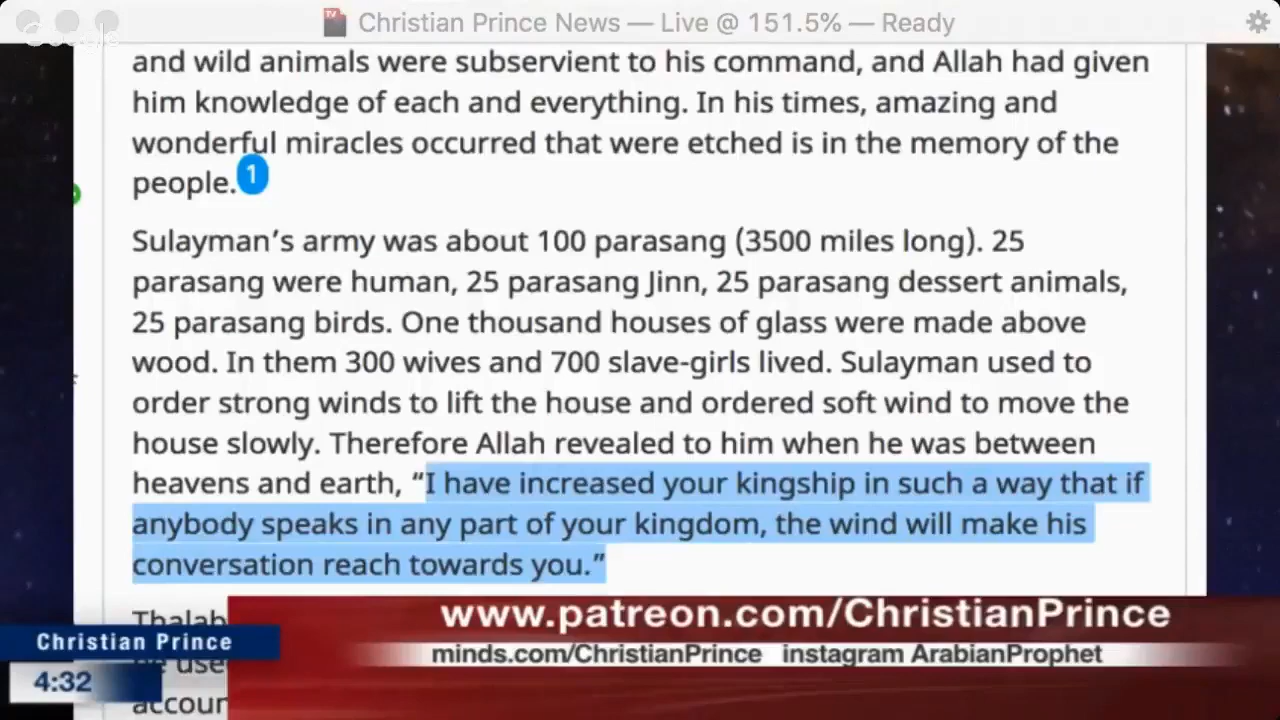 Christian Prince News — Live @ 151.5% — Ready
Google
and wild animals were subservient to his command, and Allah had given
him knowledge of each and everything. In his times, amazing and
wonderful miracles occurred that were etched is in the memory of the
people.1
Sulayman’s army was about 100 parasang (3500 miles long). 25
parasang were human, 25 parasang Jinn, 25 parasang dessert animals,
25 parasang birds. One thousand houses of glass were made above
wood. In them 300 wives and 700 slave-girls lived. Sulayman used to
order strong winds to lift the house and ordered soft wind to move the
house slowly. Therefore Allah revealed to him when he was between
heavens and earth, “I have increased your kingship in such a way that if
anybody speaks in any part of your kingdom, the wind will make his
conversation reach towards you.”
www.patreon.com/ChristianPrince
Christian Prince
minds.com/ChristianPrince instagram ArabianProphet
use
4:32
accour